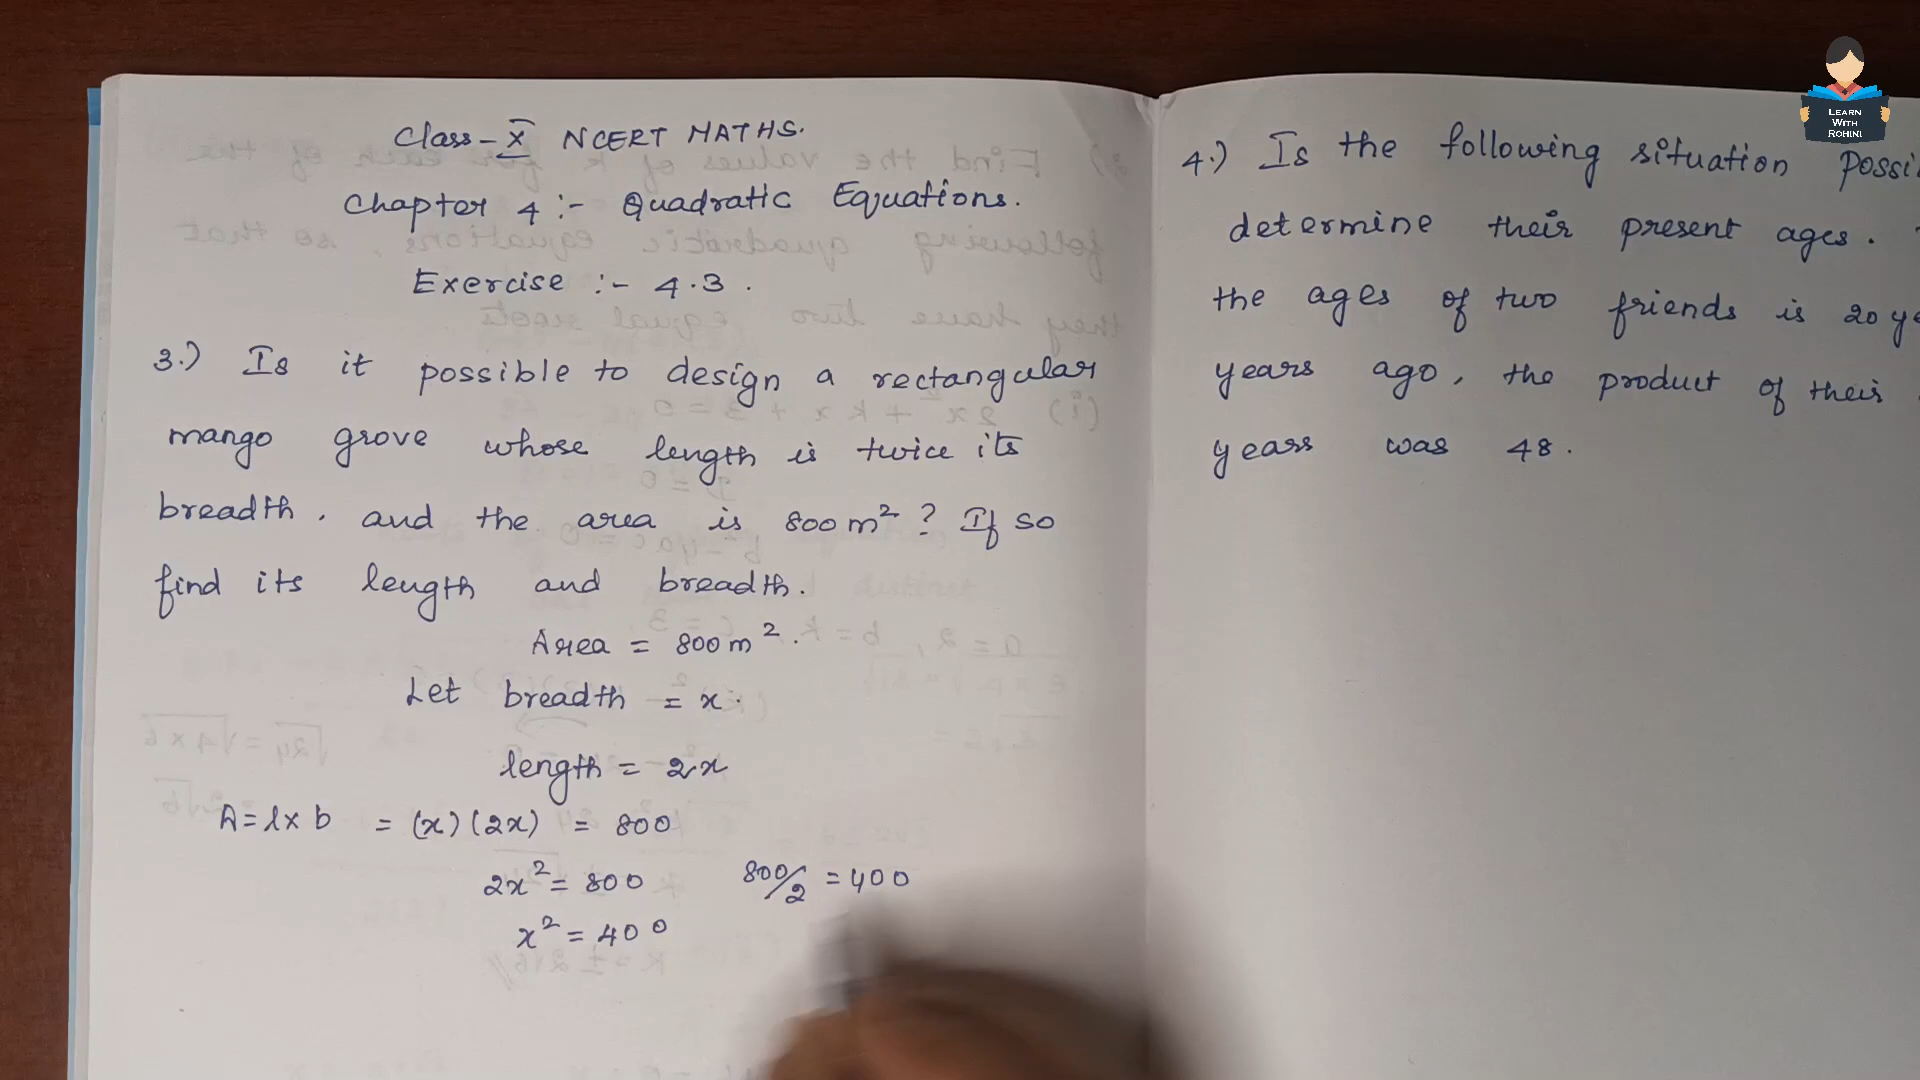 Class-X NCERT MATHS.
Chapter 4 :- Quadratic Equations.
Exercise :- 4.3.
3.) Is it possible to design a rectangular
mango grove whose length is twice its
breadth, and the area is 800 m² ? If so
find its length and breadth.
Area = 800 m².
Let breadth = x.
length = 2x
A = l x b = (x) (2x) = 800
2x² = 800 800/2 = 400
x² = 400
4.) Is the following situation
determine their present ages.
the ages of two friends is 20
years ago, the product of their
years was 48.
LEARN
WITH
ROHINI